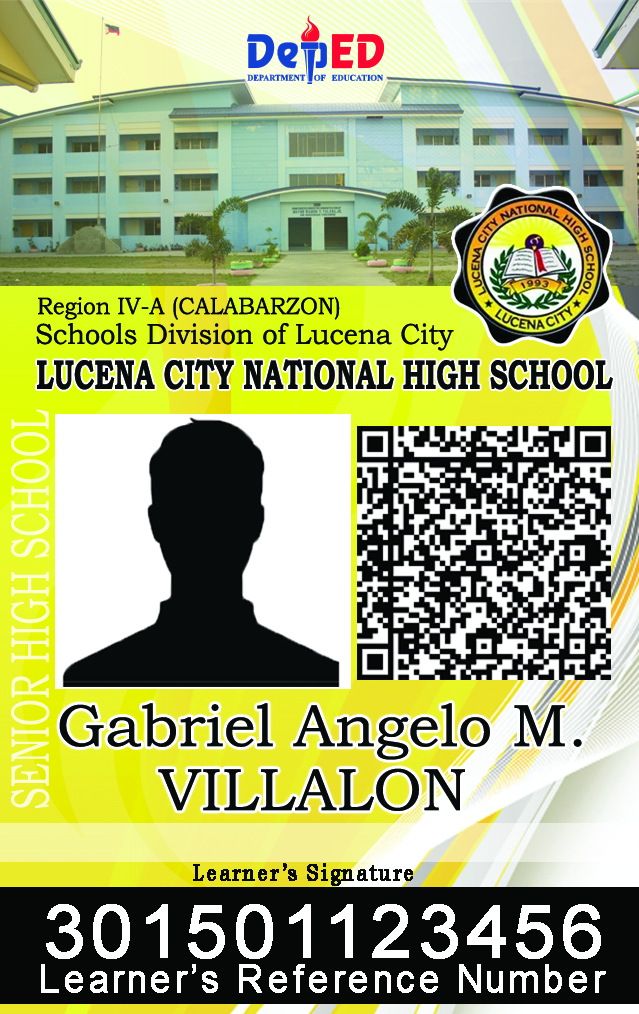 DepED
DEPARTMENT OF EDUCATION
LUCENA CITY NATIONAL HIGH SCHOOL
1993
LUCENA CITY
Region IV-A (CALABARZON)
Schools Division of Lucena City
LUCENA CITY NATIONAL HIGH SCHOOL
SENIOR HIGH SCHOOL
Gabriel Angelo M.
VILLALON
Learner's Signature
301501123456
Learner's Reference Number